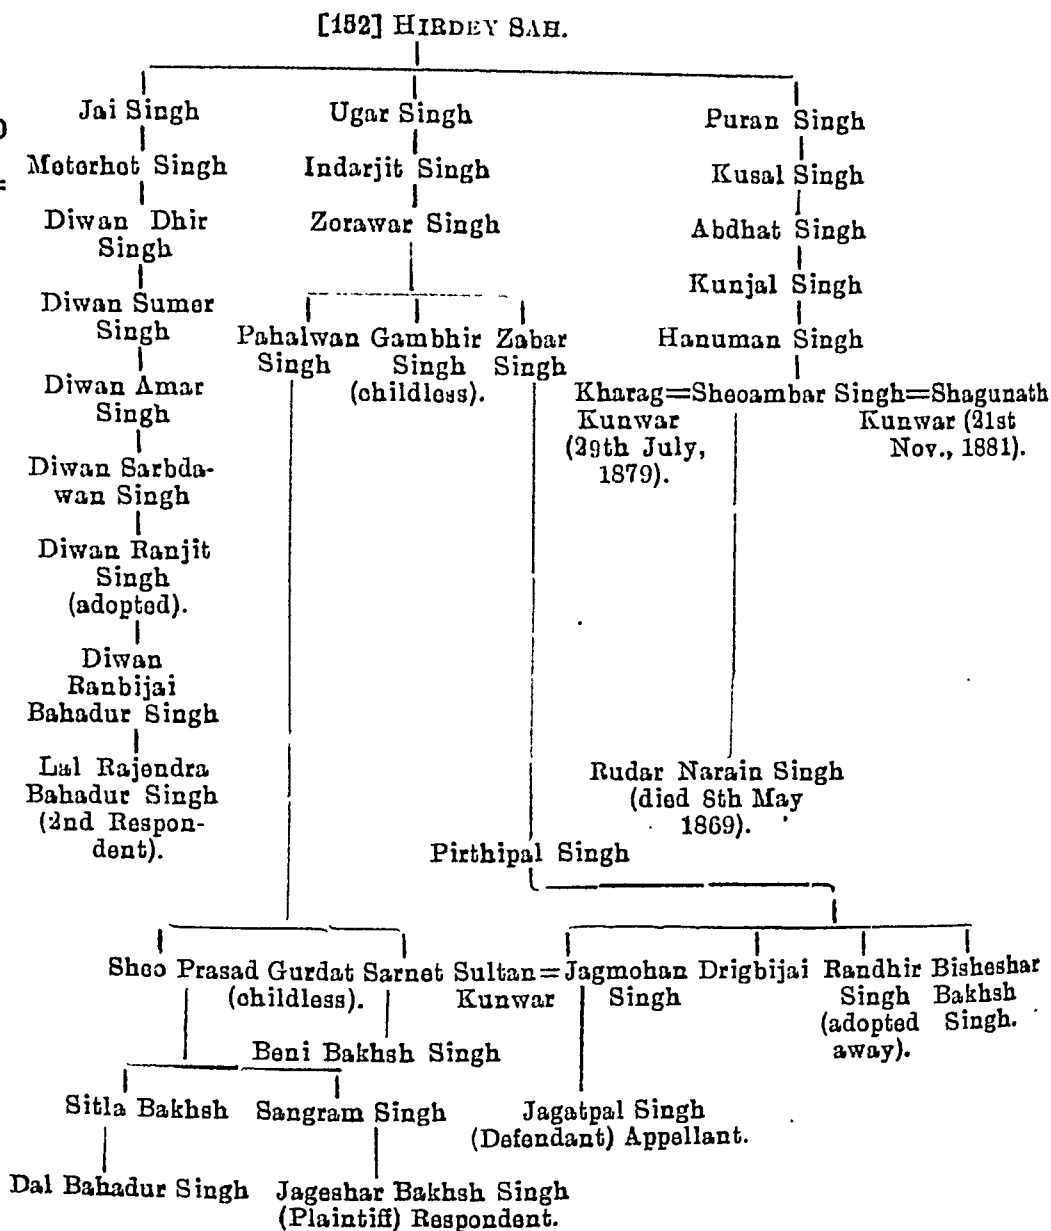 [152] HIRDEY SAH.
Jai Singh Ugar Singh Puran Singh
Motorhot Singh Indarjit Singh Kusal Singh
Diwan Dhir Zorawar Singh Abdhat Singh
Singh
Kunjal Singh
Diwan Sumer
Singh
Pahalwan Gambhir Zabar Hanuman Singh
Singh Singh Singh
(childless).
Diwan Amar
Singh
Kharag=Sheoambar Singh=Shagunath
Kunwar Kunwar (21st
(29th July, Nov., 1881).
1879).
Diwan Sarbda-
wan Singh
Diwan Ranjit
Singh
(adopted).
Diwan
Ranbijai
Bahadur Singh
Lal Rajendra
Bahadur Singh
(2nd Respon-
dent).
Rudar Narain Singh
(died 8th May
1869).
Pirthipal Singh
Sheo Prasad Gurdat Sarnet Sultan=Jagmohan Drigbijai Randhir Bisheshar
(childless). Kunwar Singh Singh Bakhsh
(adopted Singh.
away).
Beni Bakhsh Singh
Sitla Bakhsh Sangram Singh Jagatpal Singh
(Defendant) Appellant.
Dal Bahadur Singh Jageshar Bakhsh Singh
(Plaintiff) Respondent.